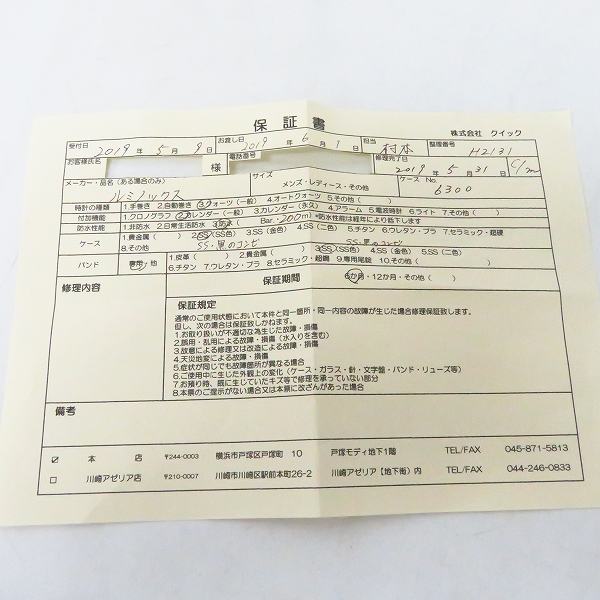 保証書
株式会社 クイック
受付日 2019 年 5 月 9 日 お渡し日 2019 年 6 月 9 日 担当 村本 整理番号 H2131
お客様氏名 様 電話番号 修理完了日 2019 年 5 月 31 日 C/m
メーカー・品名(ある場合のみ) ルミノックス サイズ メンズ・レディース・その他 ケース No. 6300
時計の種類 1.手巻き 2.自動巻き 3.クォーツ(一般) 4.オートクォーツ 5.その他( )
付加機能 1.クロノグラフ 2.カレンダー(一般) 3.カレンダー(永久) 4.アラーム 5.電波時計 6.ライト 7.その他( )
防水性能 1.非防水 2.日常生活防水 3.防水( Bar・200m) *防水性能は経年により低下します
ケース 1.貴金属( ) 2.SS(SS色) 3.SS(金色) 4.SS(二色) 5.チタン 6.ウレタン・プラ 7.セラミック・超硬
8.その他 SS・黒のコンビ SS・黒のコンビ
バンド 専用/他 1.皮革( ) 2.貴金属( ) 3.SS(SS色) 4.SS(金色) 5.SS(二色)
6.チタン 7.ウレタン・プラ 8.セラミック・超鋼 9.専用尾錠 10.その他( )
修理内容 保証期間 6か月・12か月・その他( )
保証規定
通常のご使用状態において本件と同一箇所・同一内容の故障が生じた場合修理保証致します。
但し、次の場合は保証致しかねます。
1.お取り扱いが不適切な為生じた故障・損傷
2.誤用・乱用による故障・損傷(水入りを含む)
3.故意による修理又は改造による故障・損傷
4.天災地変による故障・損傷
5.症状が同じでも故障箇所が異なる場合
6.ご使用中に生じた外観上の変化(ケース・ガラス・針・文字盤・バンド・リューズ等)
7.お預り時、既に生じていたキズ等で修理を承っていない部分
8.本票のご提示がない場合又は本票に改ざんがあった場合
備考
☑ 本店 〒244-0003 横浜市戸塚区戸塚町 10 戸塚モディ地下1階 TEL/FAX 045-871-5813
□ 川崎アゼリア店 〒210-0007 川崎市川崎区駅前本町26-2 川崎アゼリア【地下街】内 TEL/FAX 044-246-0833